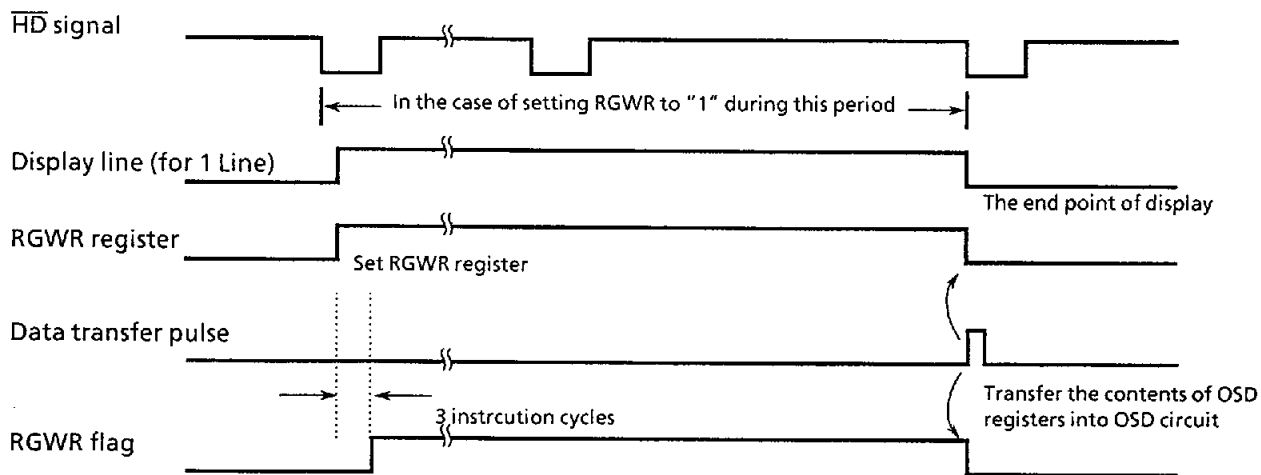 H̅D̅ signal
In the case of setting RGWR to "1" during this period
Display line (for 1 Line)
The end point of display
RGWR register
Set RGWR register
Data transfer pulse
3 instrcution cycles
Transfer the contents of OSD
registers into OSD circuit
RGWR flag